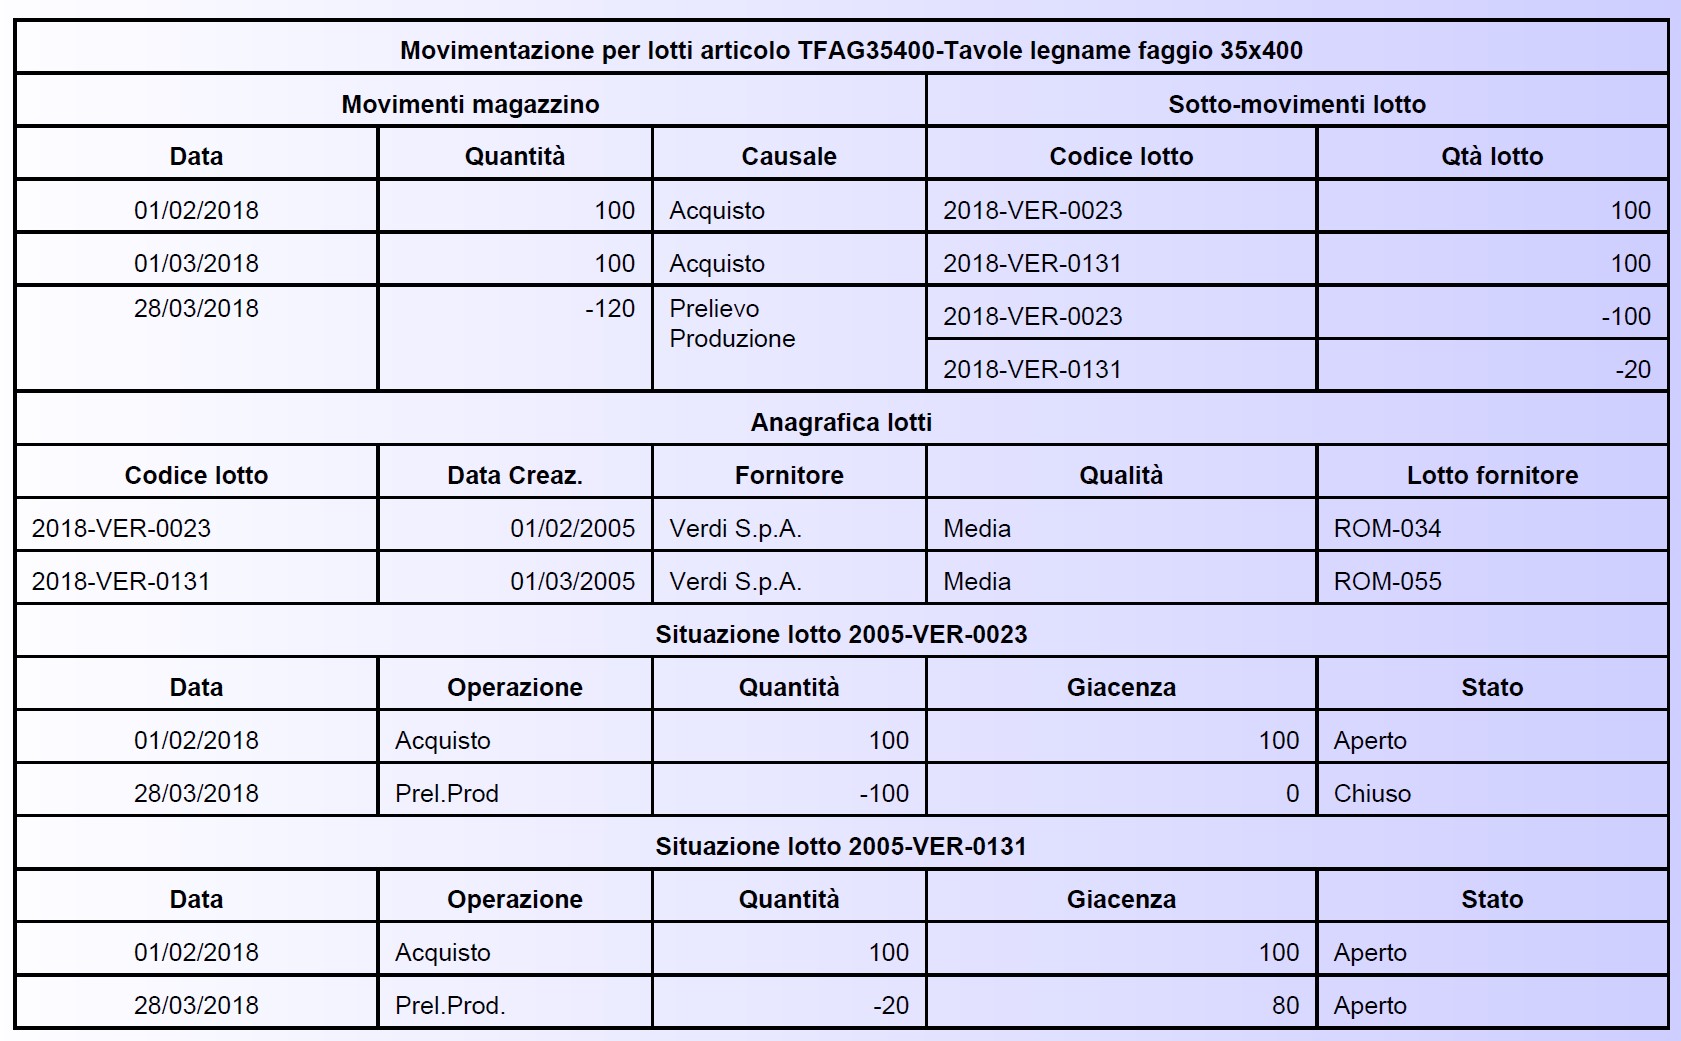 Movimentazione per lotti articolo TFAG35400-Tavole legname faggio 35x400
Movimenti magazzino Sotto-movimenti lotto
Data Quantità Causale Codice lotto Qtà lotto
01/02/2018 100 Acquisto 2018-VER-0023 100
01/03/2018 100 Acquisto 2018-VER-0131 100
28/03/2018 -120 Prelievo Produzione 2018-VER-0023 -100
2018-VER-0131 -20
Anagrafica lotti
Codice lotto Data Creaz. Fornitore Qualità Lotto fornitore
2018-VER-0023 01/02/2005 Verdi S.p.A. Media ROM-034
2018-VER-0131 01/03/2005 Verdi S.p.A. Media ROM-055
Situazione lotto 2005-VER-0023
Data Operazione Quantità Giacenza Stato
01/02/2018 Acquisto 100 100 Aperto
28/03/2018 Prel.Prod -100 0 Chiuso
Situazione lotto 2005-VER-0131
Data Operazione Quantità Giacenza Stato
01/02/2018 Acquisto 100 100 Aperto
28/03/2018 Prel.Prod. -20 80 Aperto